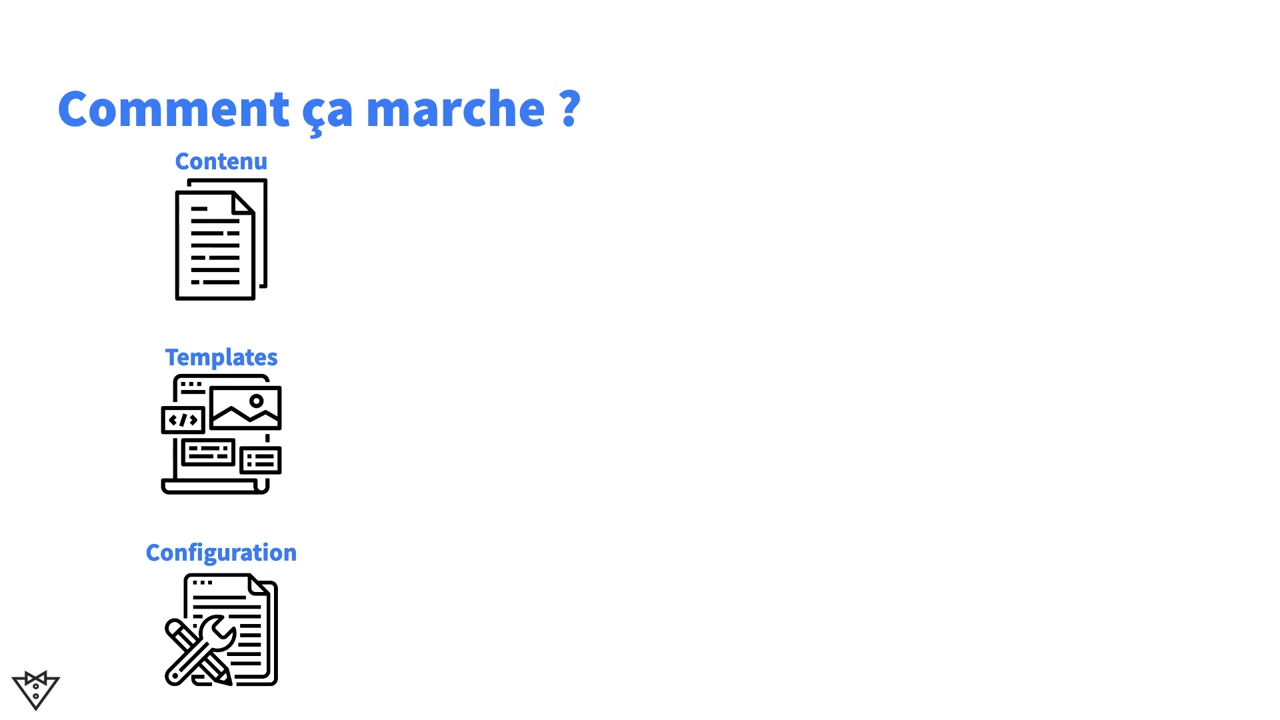 Comment ça marche ?
Contenu
Templates
</>
Configuration